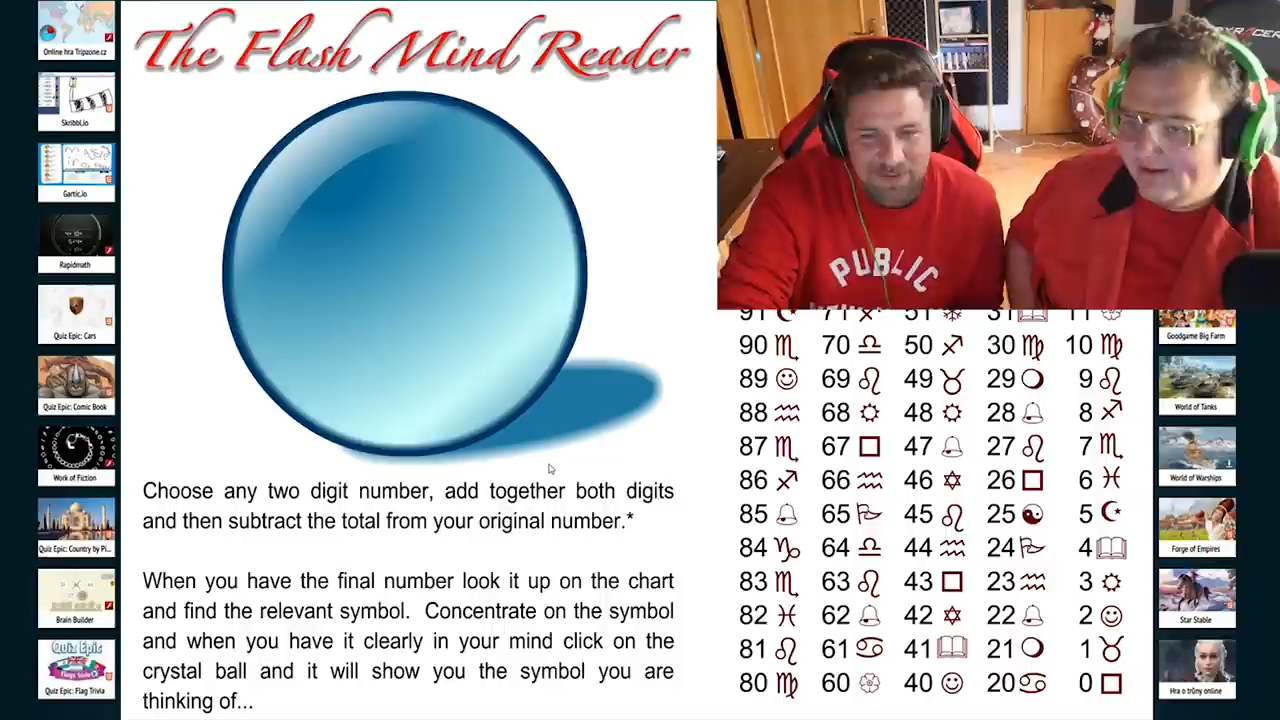 The Flash Mind Reader
Online hra Tripzone.cz
Skribbl.io
Gartic.io
Rapidmath
Quiz Epic: Cars
Quiz Epic: Comic Book
Work of Fiction
Quiz Epic: Country by Pi...
Brain Builder
Quiz Epic
Quiz Epic: Flag Trivia
Choose any two digit number, add together both digits
and then subtract the total from your original number.*
When you have the final number look it up on the chart
and find the relevant symbol. Concentrate on the symbol
and when you have it clearly in your mind click on the
crystal ball and it will show you the symbol you are
thinking of...
PUBLIC
91 ☪ 71 ♐ 51 ❄ 31 🕮 11 ❀
90 ♏ 70 ♎ 50 ♐ 30 ♍ 10 ♍
89 ☺ 69 ♌ 49 ♉ 29 ❍ 9 ♌
88 ♒ 68 ☼ 48 ☼ 28 🕭 8 ♐
87 ♏ 67 □ 47 🕭 27 ♌ 7 ♏
86 ♐ 66 ♒ 46 ✡ 26 □ 6 ♓
85 🕭 65 🏱 45 ♌ 25 ☯ 5 ☪
84 ♑ 64 ♎ 44 ♒ 24 🏱 4 🕮
83 ♏ 63 ♌ 43 □ 23 ♒ 3 ☼
82 ♓ 62 🕭 42 ✡ 22 🕭 2 ☺
81 ♌ 61 ♋ 41 🕮 21 ❍ 1 ♉
80 ♍ 60 ❀ 40 ☺ 20 ♋ 0 □
Goodgame Big Farm
World of Tanks
World of Warships
Forge of Empires
Star Stable
Hra o trůny online